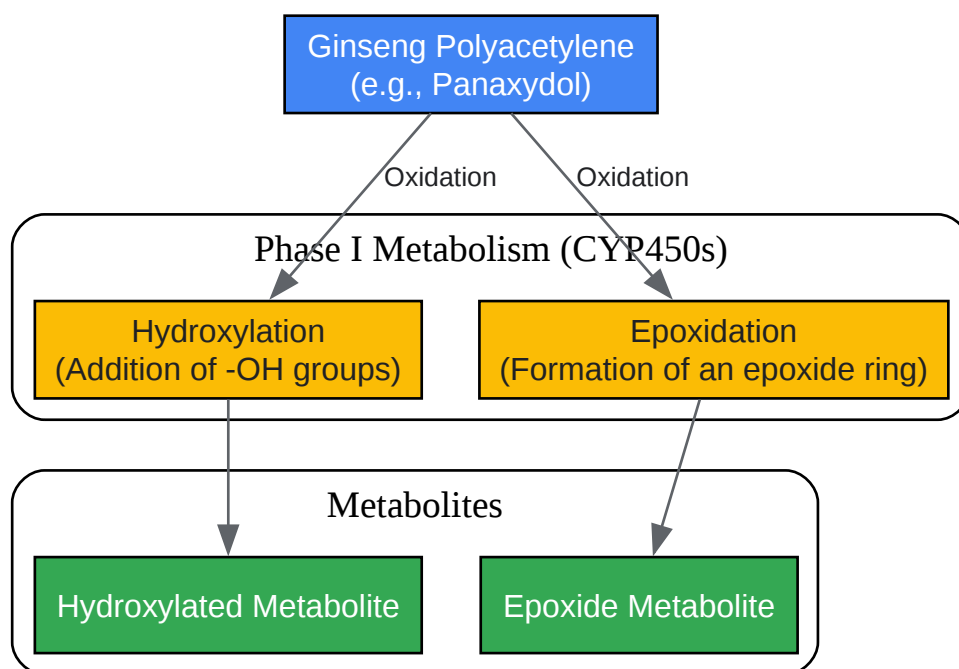 Ginseng Polyacetylene
(e.g., Panaxydol)
Oxidation
Oxidation
Phase I Metabolism (CYP450s)
Hydroxylation
(Addition of -OH groups)
Epoxidation
(Formation of an epoxide ring)
Metabolites
Hydroxylated Metabolite
Epoxide Metabolite